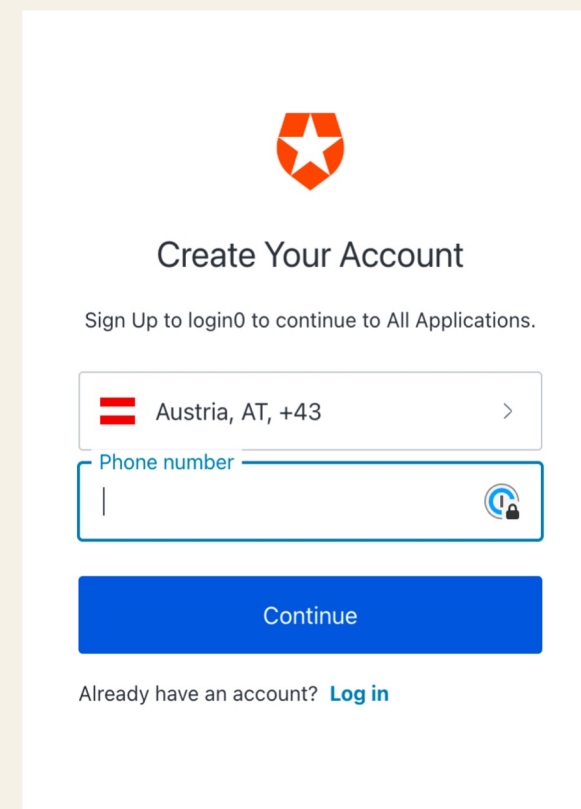 Create Your Account
Sign Up to login0 to continue to All Applications.
Austria, AT, +43
Phone number
Continue
Already have an account? Log in